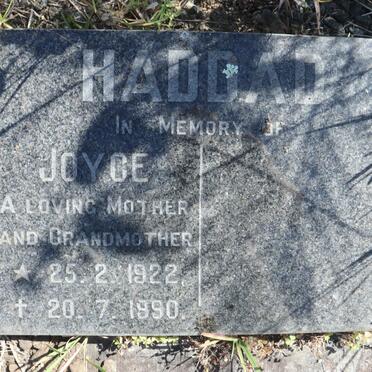 HADDAD
IN MEMORY OF
JOYCE
A LOVING MOTHER
AND GRANDMOTHER
★ 25. 2. 1922.
† 20. 7. 1990.